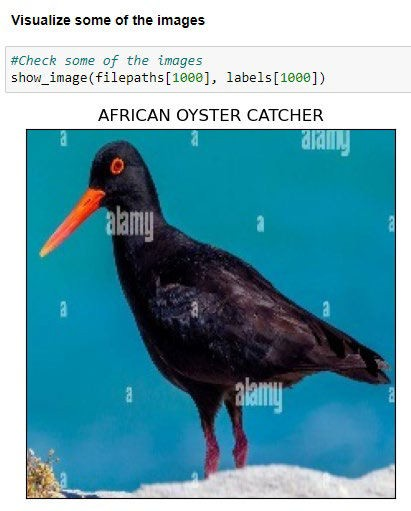 Visualize some of the images
#Check some of the images
show_image(filepaths[1000], labels[1000])
AFRICAN OYSTER CATCHER
a a alamy
alamy a a
a a a
a alamy a
a a a